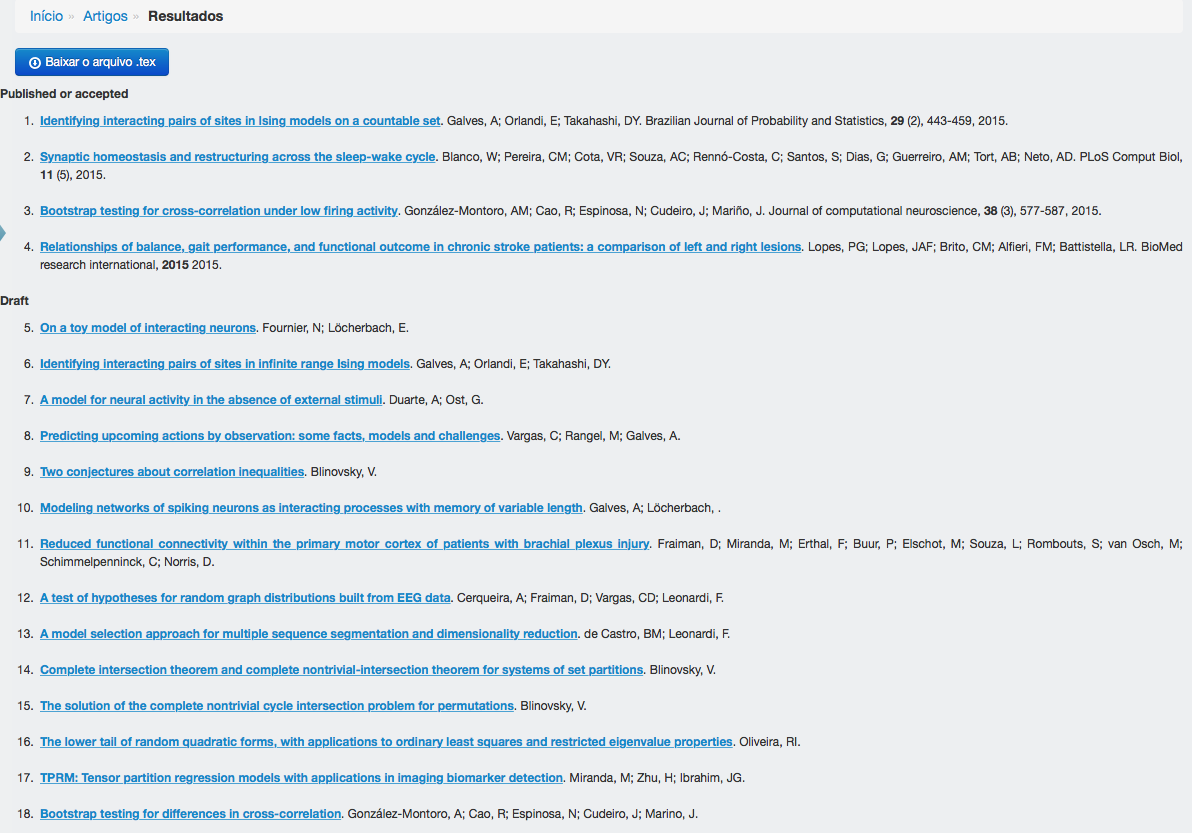 Início » Artigos » Resultados
Baixar o arquivo .tex
Published or accepted
1. Identifying interacting pairs of sites in Ising models on a countable set. Galves, A; Orlandi, E; Takahashi, DY. Brazilian Journal of Probability and Statistics, 29 (2), 443-459, 2015.
2. Synaptic homeostasis and restructuring across the sleep-wake cycle. Blanco, W; Pereira, CM; Cota, VR; Souza, AC; Rennó-Costa, C; Santos, S; Dias, G; Guerreiro, AM; Tort, AB; Neto, AD. PLoS Comput Biol,
11 (5), 2015.
3. Bootstrap testing for cross-correlation under low firing activity. González-Montoro, AM; Cao, R; Espinosa, N; Cudeiro, J; Mariño, J. Journal of computational neuroscience, 38 (3), 577-587, 2015.
4. Relationships of balance, gait performance, and functional outcome in chronic stroke patients: a comparison of left and right lesions. Lopes, PG; Lopes, JAF; Brito, CM; Alfieri, FM; Battistella, LR. BioMed
research international, 2015 2015.
Draft
5. On a toy model of interacting neurons. Fournier, N; Löcherbach, E.
6. Identifying interacting pairs of sites in infinite range Ising models. Galves, A; Orlandi, E; Takahashi, DY.
7. A model for neural activity in the absence of external stimuli. Duarte, A; Ost, G.
8. Predicting upcoming actions by observation: some facts, models and challenges. Vargas, C; Rangel, M; Galves, A.
9. Two conjectures about correlation inequalities. Blinovsky, V.
10. Modeling networks of spiking neurons as interacting processes with memory of variable length. Galves, A; Löcherbach, .
11. Reduced functional connectivity within the primary motor cortex of patients with brachial plexus injury. Fraiman, D; Miranda, M; Erthal, F; Buur, P; Elschot, M; Souza, L; Rombouts, S; van Osch, M;
Schimmelpenninck, C; Norris, D.
12. A test of hypotheses for random graph distributions built from EEG data. Cerqueira, A; Fraiman, D; Vargas, CD; Leonardi, F.
13. A model selection approach for multiple sequence segmentation and dimensionality reduction. de Castro, BM; Leonardi, F.
14. Complete intersection theorem and complete nontrivial-intersection theorem for systems of set partitions. Blinovsky, V.
15. The solution of the complete nontrivial cycle intersection problem for permutations. Blinovsky, V.
16. The lower tail of random quadratic forms, with applications to ordinary least squares and restricted eigenvalue properties. Oliveira, RI.
17. TPRM: Tensor partition regression models with applications in imaging biomarker detection. Miranda, M; Zhu, H; Ibrahim, JG.
18. Bootstrap testing for differences in cross-correlation. González-Montoro, A; Cao, R; Espinosa, N; Cudeiro, J; Marino, J.